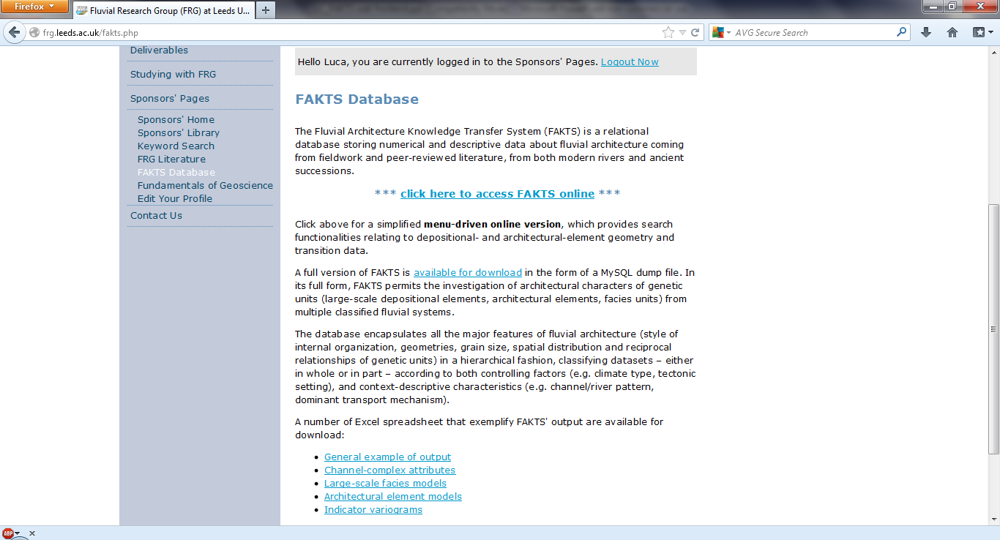 Firefox
Fluvial Research Group (FRG) at Leeds U...
frg.leeds.ac.uk/fakts.php
AVG Secure Search
Deliverables
Studying with FRG
Sponsors' Pages
Sponsors' Home
Sponsors' Library
Keyword Search
FRG Literature
FAKTS Database
Fundamentals of Geoscience
Edit Your Profile
Contact Us
Hello Luca, you are currently logged in to the Sponsors' Pages. Logout Now
FAKTS Database
The Fluvial Architecture Knowledge Transfer System (FAKTS) is a relational
database storing numerical and descriptive data about fluvial architecture coming
from fieldwork and peer-reviewed literature, from both modern rivers and ancient
successions.
*** click here to access FAKTS online ***
Click above for a simplified menu-driven online version, which provides search
functionalities relating to depositional- and architectural-element geometry and
transition data.
A full version of FAKTS is available for download in the form of a MySQL dump file. In
its full form, FAKTS permits the investigation of architectural characters of genetic
units (large-scale depositional elements, architectural elements, facies units) from
multiple classified fluvial systems.
The database encapsulates all the major features of fluvial architecture (style of
internal organization, geometries, grain size, spatial distribution and reciprocal
relationships of genetic units) in a hierarchical fashion, classifying datasets – either
in whole or in part – according to both controlling factors (e.g. climate type, tectonic
setting), and context-descriptive characteristics (e.g. channel/river pattern,
dominant transport mechanism).
A number of Excel spreadsheet that exemplify FAKTS' output are available for
download:
• General example of output
• Channel-complex attributes
• Large-scale facies models
• Architectural element models
• Indicator variograms
ABP